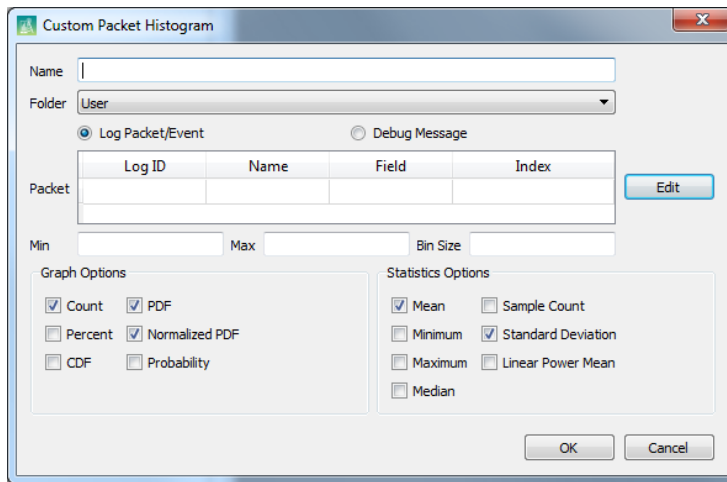 Custom Packet Histogram
Name
Folder User
Log Packet/Event Debug Message
Log ID Name Field Index
Packet Edit
Min Max Bin Size
Graph Options Statistics Options
Count PDF Mean Sample Count
Percent Normalized PDF Minimum Standard Deviation
CDF Probability Maximum Linear Power Mean
Median
OK Cancel